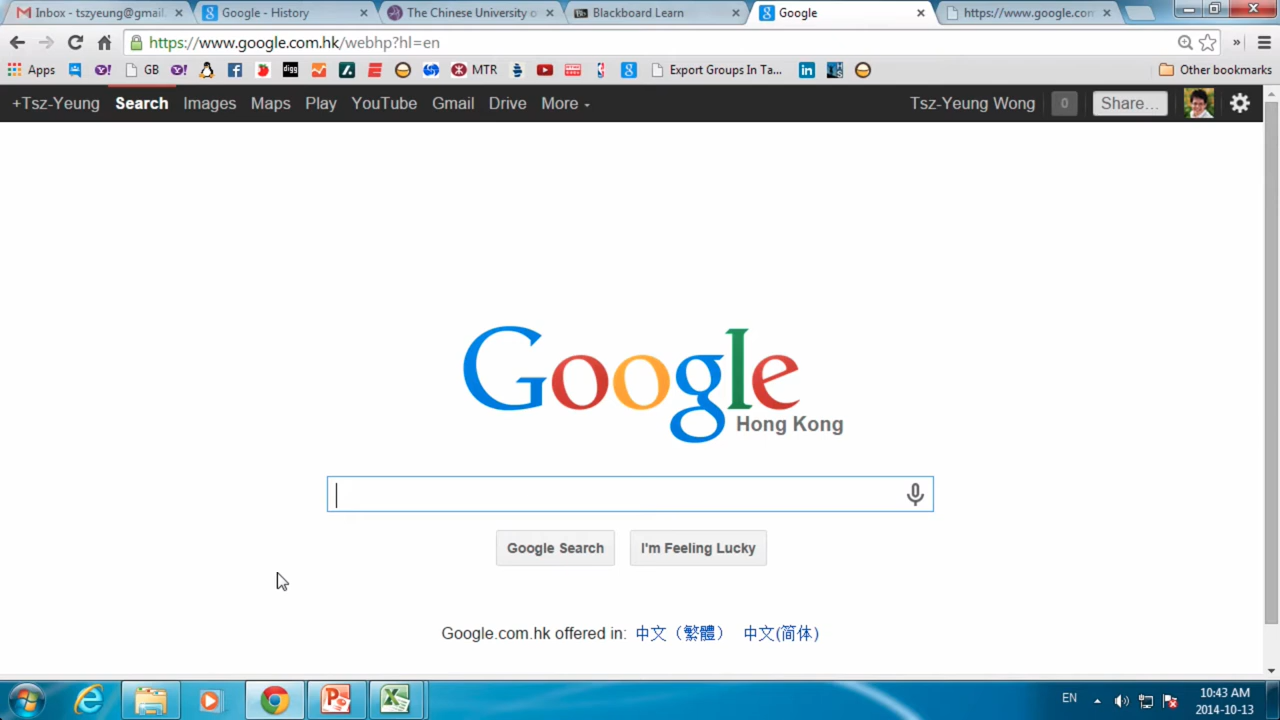 Inbox - tszyeung@gmail.
Google - History
The Chinese University o
Blackboard Learn
Google
https://www.google.com
https://www.google.com.hk/webhp?hl=en
Apps
GB
MTR
Export Groups In Ta...
Other bookmarks
+Tsz-Yeung Search Images Maps Play YouTube Gmail Drive More
Tsz-Yeung Wong 0 Share...
Google
Hong Kong
Google Search
I'm Feeling Lucky
Google.com.hk offered in: 中文（繁體） 中文(简体)
EN
10:43 AM
2014-10-13